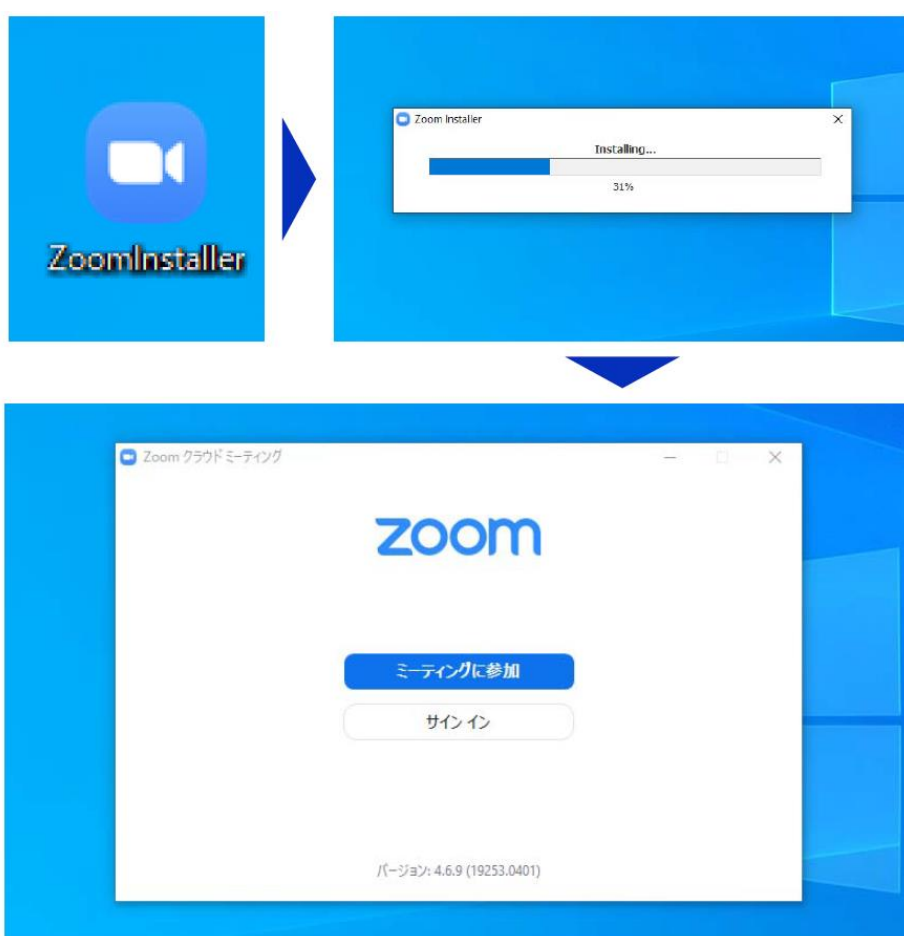 ZoomInstaller
Zoom Installer
Installing...
31%
Zoom クラウド ミーティング
zoom
ミーティングに参加
サイン イン
バージョン: 4.6.9 (19253.0401)